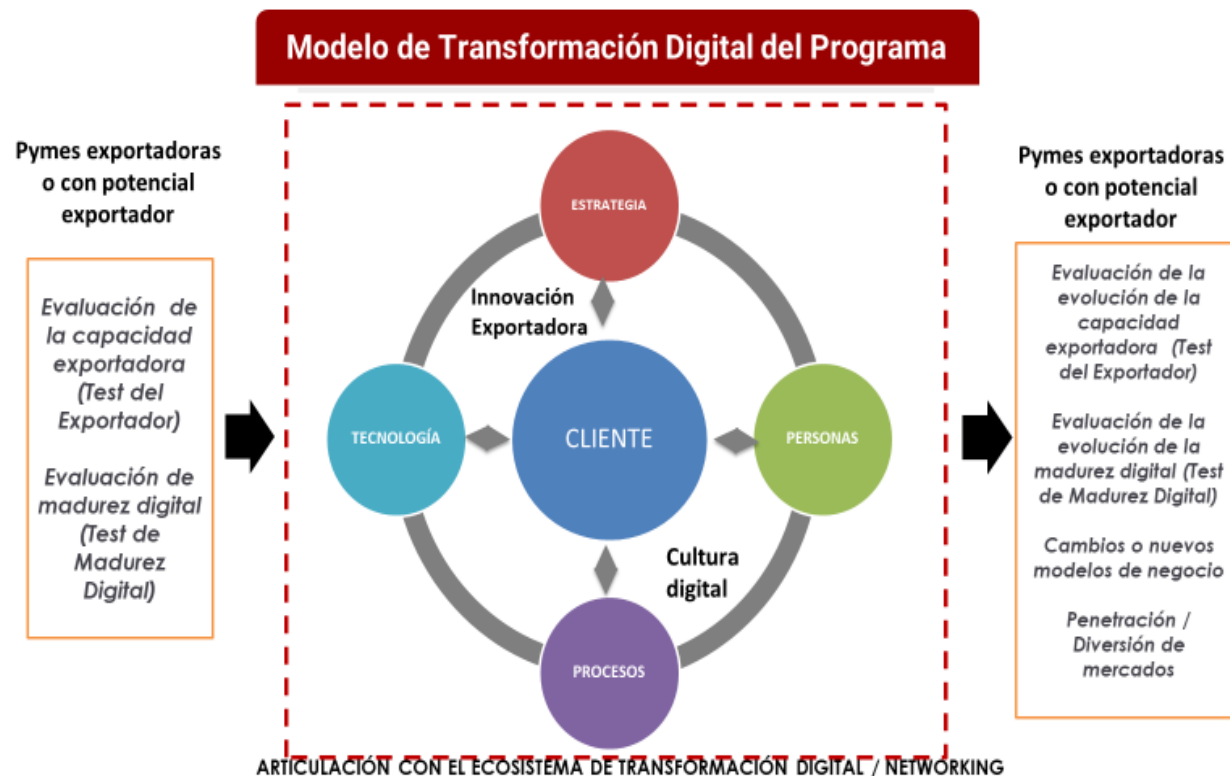 Modelo de Transformación Digital del Programa
Pymes exportadoras
o con potencial
exportador
Evaluación de
la capacidad
exportadora
(Test del
Exportador)
Evaluación de
madurez digital
(Test de
Madurez
Digital)
ESTRATEGIA
Innovación
Exportadora
TECNOLOGÍA
CLIENTE
PERSONAS
Cultura
digital
PROCESOS
Pymes exportadoras
o con potencial
exportador
Evaluación de la
evolución de la
capacidad
exportadora (Test
del Exportador)
Evaluación de la
evolución de la
madurez digital (Test
de Madurez Digital)
Cambios o nuevos
modelos de negocio
Penetración /
Diversión de
mercados
ARTICULACIÓN CON EL ECOSISTEMA DE TRANSFORMACIÓN DIGITAL / NETWORKING